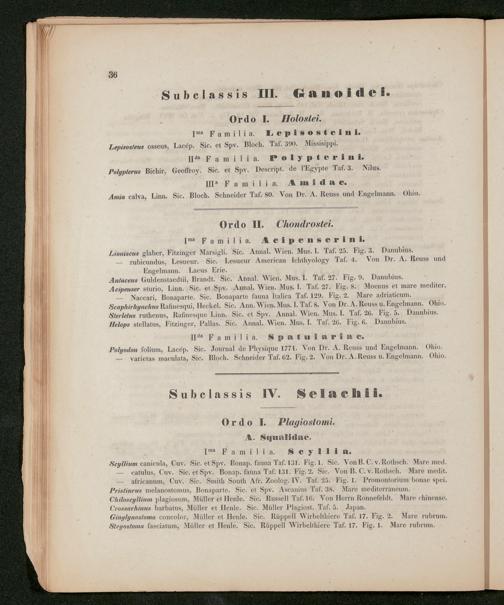 36
Subclassis III. Ganoidei.
Ordo I. Holostei.
Ima Familia. Lepisosteini.
Lepisosteus osseus, Lacép. Sic. et Spv. Bloch. Taf. 390. Missisippi.
IIda Familia. Polypterini.
Polypterus Bichir, Geoffroy. Sic. et Spv. Descript. de l'Egypte Taf. 3. Nilus.
IIIa Familia. Amidae.
Amia calva, Linn. Sic. Bloch. Schneider Taf. 80. Von Dr. A. Reuss und Engelmann. Ohio.
Ordo II. Chondrostei.
Ima Familia. Acipenserini.
Lioniscus glaber, Fitzinger Marsigli. Sic. Annal. Wien. Mus. I. Taf. 25. Fig. 3. Danubius.
— rubicundus, Lesueur. Sic. Lesueur American Ichthyology Taf. 4. Von Dr. A. Reuss und
Engelmann. Lacus Erie.
Antaceus Guldenstaedtii, Brandt. Sic. Annal. Wien. Mus. I. Taf. 27. Fig. 9. Danubius.
Acipenser sturio, Linn. Sic. et Spv. Annal. Wien. Mus. I. Taf. 27. Fig. 8. Moenus et mare mediter.
— Naccari, Bonaparte. Sic. Bonaparte fauna Italica Taf. 129. Fig. 2. Mare adriaticum.
Scaphirhynchus Rafinesqui, Heckel. Sic. Ann. Wien. Mus. I. Taf. 8. Von Dr. A. Reuss u. Engelmann. Ohio.
Sterletus ruthenus, Rafinesque Linn. Sic. et Spv. Annal. Wien. Mus. I. Taf. 26. Fig. 5. Danubius.
Helops stellatus, Fitzinger, Pallas. Sic. Annal. Wien. Mus. I. Taf. 26. Fig. 6. Danubius.
IIda Familia. Spatulariae.
Polyodon folium, Lacép. Sic. Journal de Physique 1774. Von Dr. A. Reuss und Engelmann. Ohio.
— varietas maculata, Sic. Bloch. Schneider Taf. 62. Fig. 2. Von Dr. A. Reuss u. Engelmann. Ohio.
Subclassis IV. Selachii.
Ordo I. Plagiostomi.
A. Squalidae.
Ima Familia. Scyllia.
Scyllium canicula, Cuv. Sic. et Spv. Bonap. fauna Taf. 131. Fig. 1. Sic. Von B. C. v. Rothsch. Mare med.
— catulus, Cuv. Sic. et Spv. Bonap. fauna Taf. 131. Fig. 2. Sic. Von B. C. v. Rothsch. Mare medit.
— africanum, Cuv. Sic. Smith South Afr. Zoolog. IV. Taf. 25. Fig. 1. Promontorium bonae spei.
Pristiurus melanostomus, Bonaparte. Sic. et Spv. Ascanius Taf. 38. Mare mediterraneum.
Chiloscyllium plagiosum, Müller et Henle. Sic. Russell Taf. 16. Von Herrn Rönnefeldt. Mare chinense.
Crossorhinus barbatus, Müller et Henle. Sic. Müller Plagiost. Taf. 5. Japan.
Ginglymostoma concolor, Müller et Henle. Sic. Rüppell Wirbelthiere Taf. 17. Fig. 2. Mare rubrum.
Stegostoma fasciatum, Müller et Henle. Sic. Rüppell Wirbelthiere Taf. 17. Fig. 1. Mare rubrum.